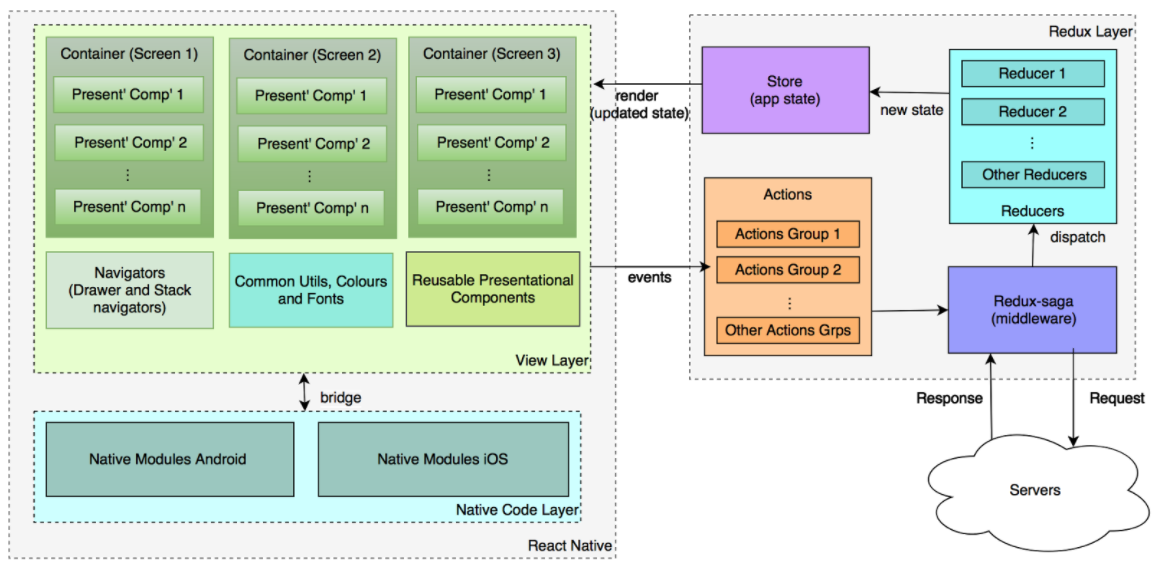 Container (Screen 1)
Present' Comp' 1
Present' Comp' 2
Present' Comp' n
Container (Screen 2)
Present' Comp' 1
Present' Comp' 2
Present' Comp' n
Container (Screen 3)
Present' Comp' 1
Present' Comp' 2
Present' Comp' n
Navigators
(Drawer and Stack
navigators)
Common Utils, Colours
and Fonts
Reusable Presentational
Components
View Layer
bridge
Native Modules Android
Native Modules iOS
Native Code Layer
React Native
render
(updated state)
events
Redux Layer
Store
(app state)
new state
Reducer 1
Reducer 2
Other Reducers
Reducers
dispatch
Actions
Actions Group 1
Actions Group 2
Other Actions Grps
Redux-saga
(middleware)
Response
Request
Servers